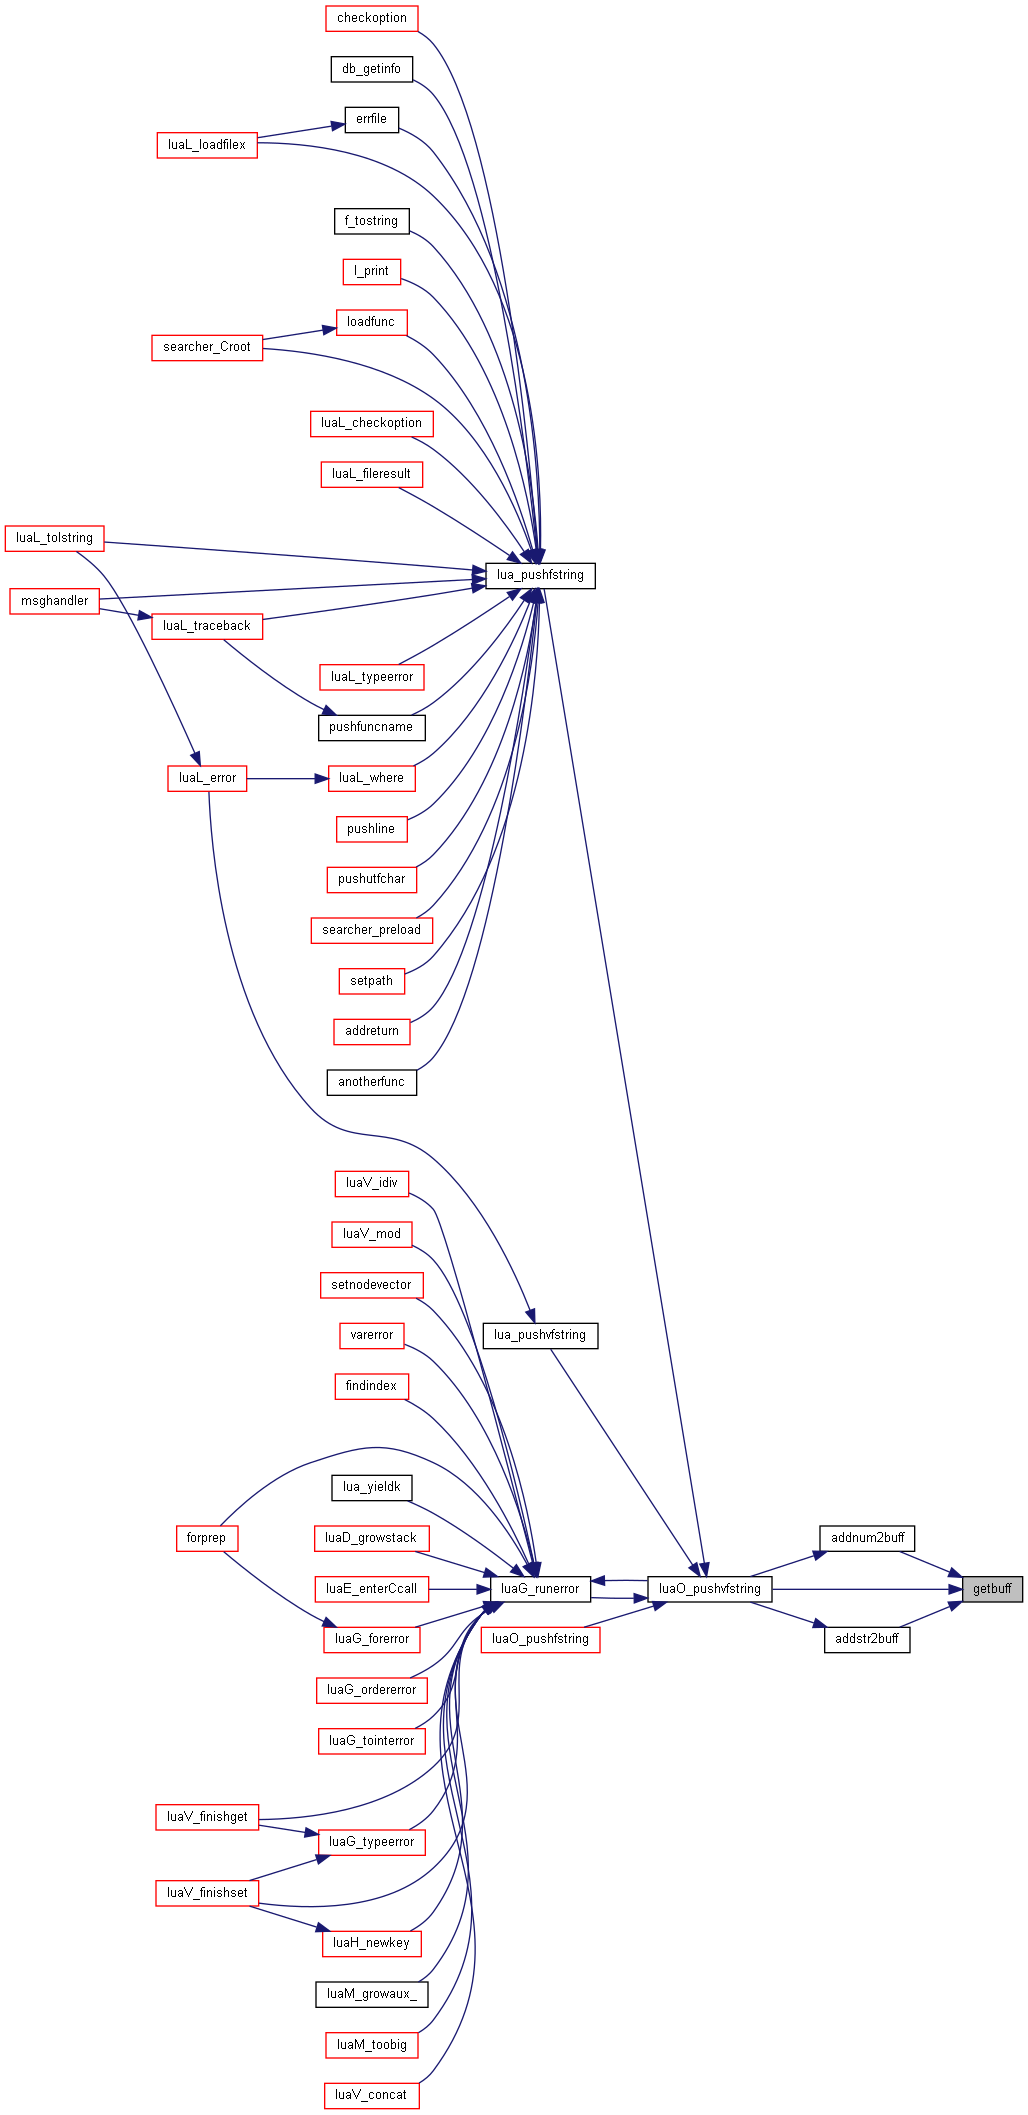 checkoption
db_getinfo
errfile
luaL_loadfilex
f_tostring
l_print
loadfunc
searcher_Croot
luaL_checkoption
luaL_fileresult
luaL_tolstring
lua_pushfstring
msghandler
luaL_traceback
luaL_typeerror
pushfuncname
luaL_error
luaL_where
pushline
pushutfchar
searcher_preload
setpath
addreturn
anotherfunc
luaV_idiv
luaV_mod
setnodevector
varerror
lua_pushvfstring
findindex
lua_yieldk
forprep
luaD_growstack
addnum2buff
luaE_enterCcall
luaG_runerror
luaO_pushvfstring
getbuff
luaG_forerror
luaO_pushfstring
addstr2buff
luaG_ordererror
luaG_tointerror
luaV_finishget
luaG_typeerror
luaV_finishset
luaH_newkey
luaM_growaux_
luaM_toobig
luaV_concat